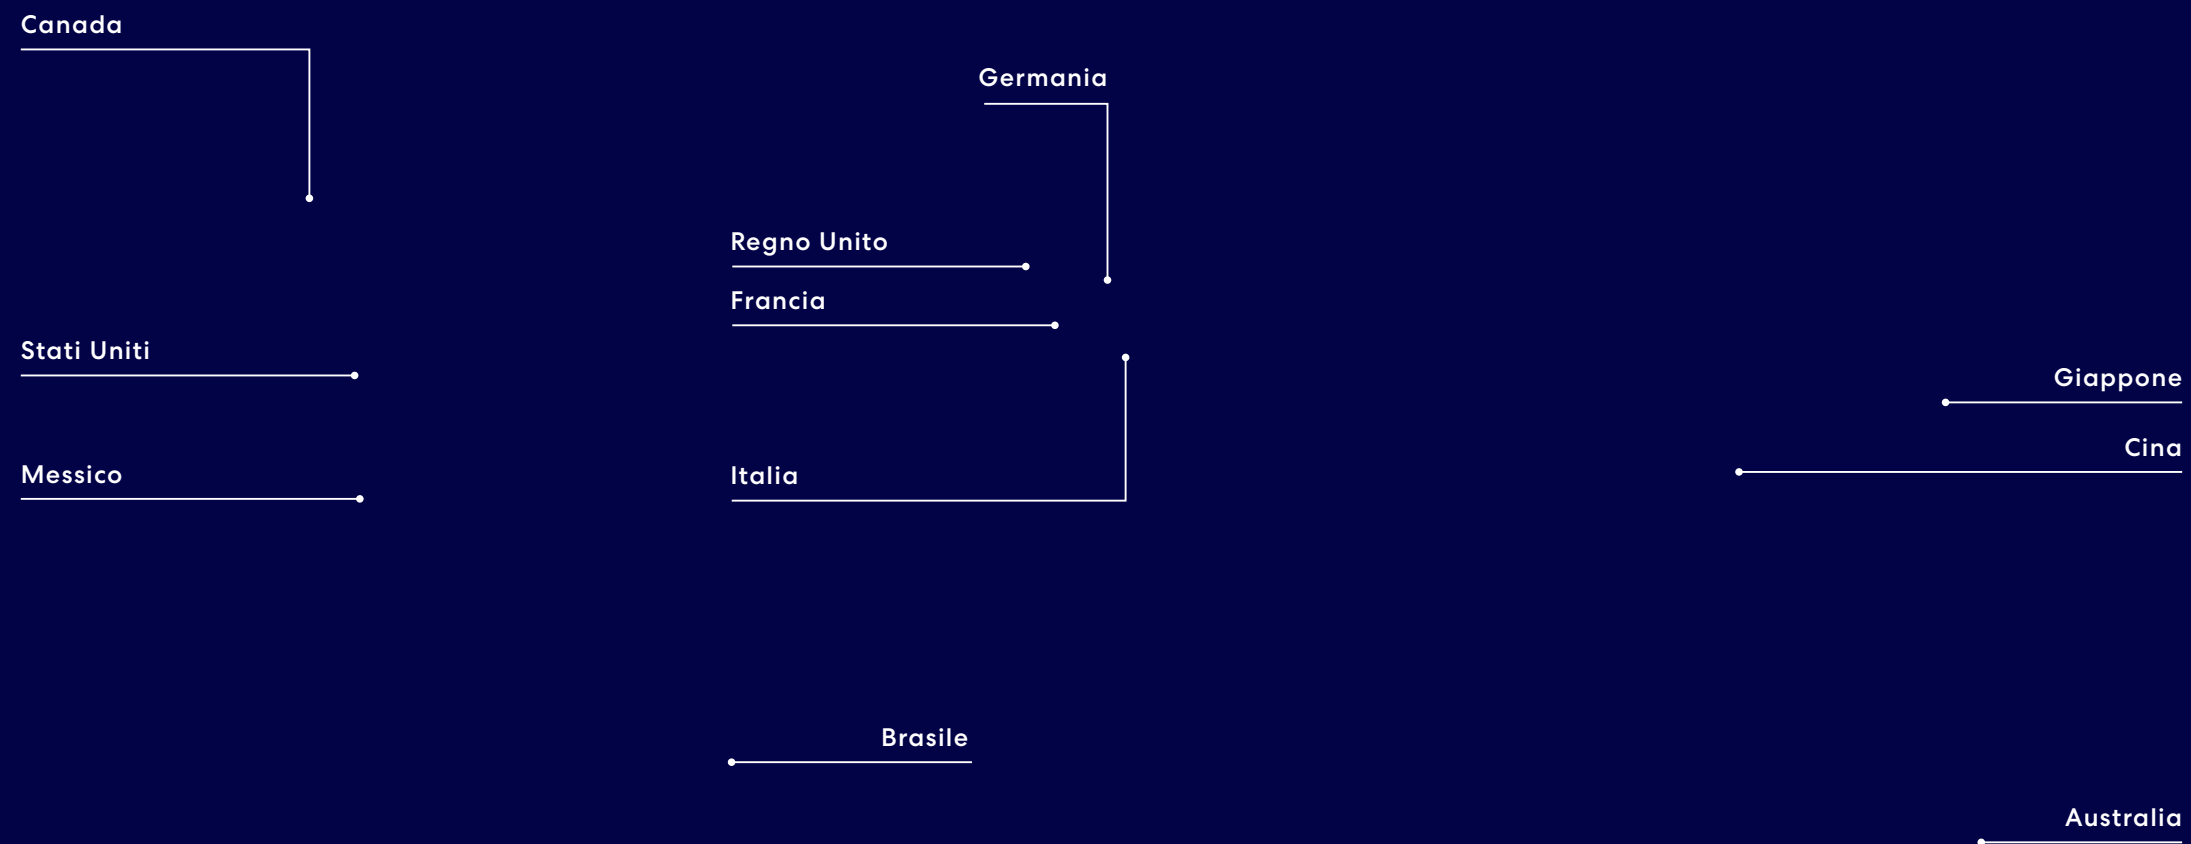 Canada
Germania
Regno Unito
Francia
Stati Uniti
Giappone
Cina
Messico
Italia
Brasile
Australia